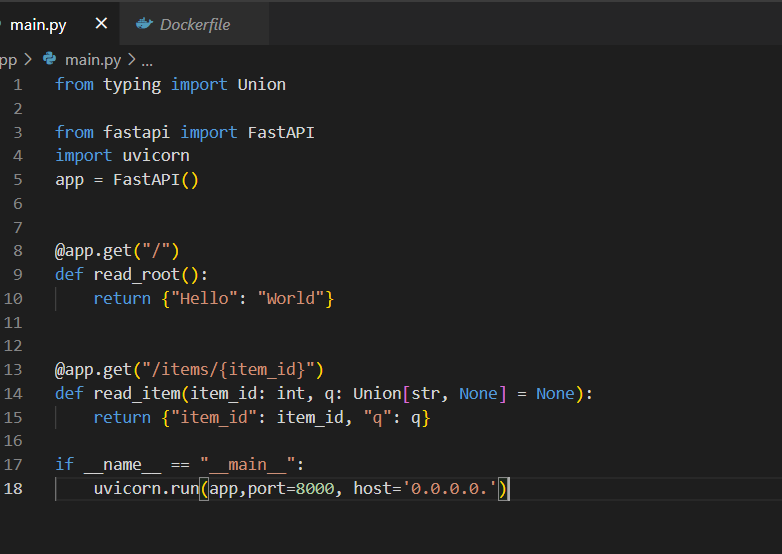 main.py × Dockerfile
pp > main.py > ...
1 from typing import Union
2
3 from fastapi import FastAPI
4 import uvicorn
5 app = FastAPI()
6
7
8 @app.get("/")
9 def read_root():
10     return {"Hello": "World"}
11
12
13 @app.get("/items/{item_id}")
14 def read_item(item_id: int, q: Union[str, None] = None):
15     return {"item_id": item_id, "q": q}
16
17 if __name__ == "__main__":
18     uvicorn.run(app,port=8000, host='0.0.0.0.')